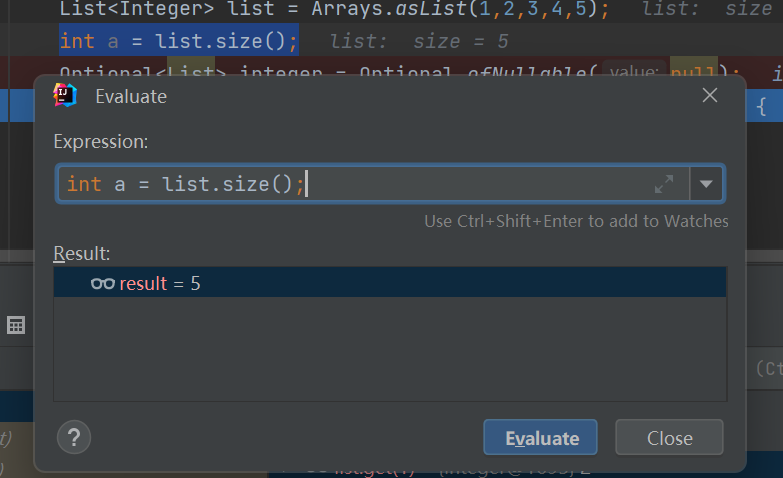 List<Integer> list = Arrays.asList(1,2,3,4,5); list: size
int a = list.size(); list: size = 5
Optional<List> integer = Optional.ofNullable( value: null); i
{
Evaluate
Expression:
int a = list.size();
Use Ctrl+Shift+Enter to add to Watches
Result:
result = 5
(Ct
t)
)
? Evaluate Close